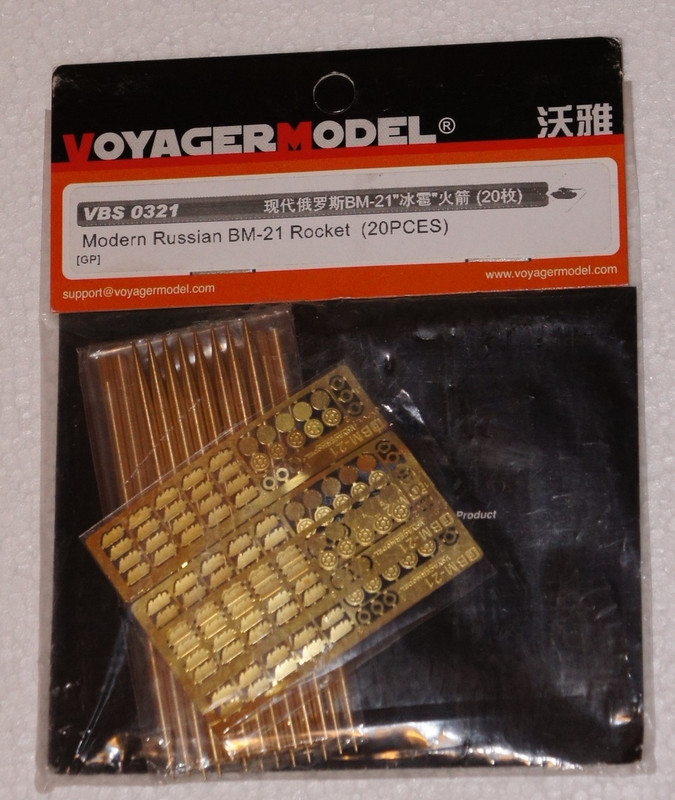 VOYAGERMODEL® 沃雅
VBS 0321 现代俄罗斯BM-21"冰雹"火箭 (20枚)
Modern Russian BM-21 Rocket (20PCES)
[GP]
support@voyagermodel.com www.voyagermodel.com
BM-21
Product
BM-21